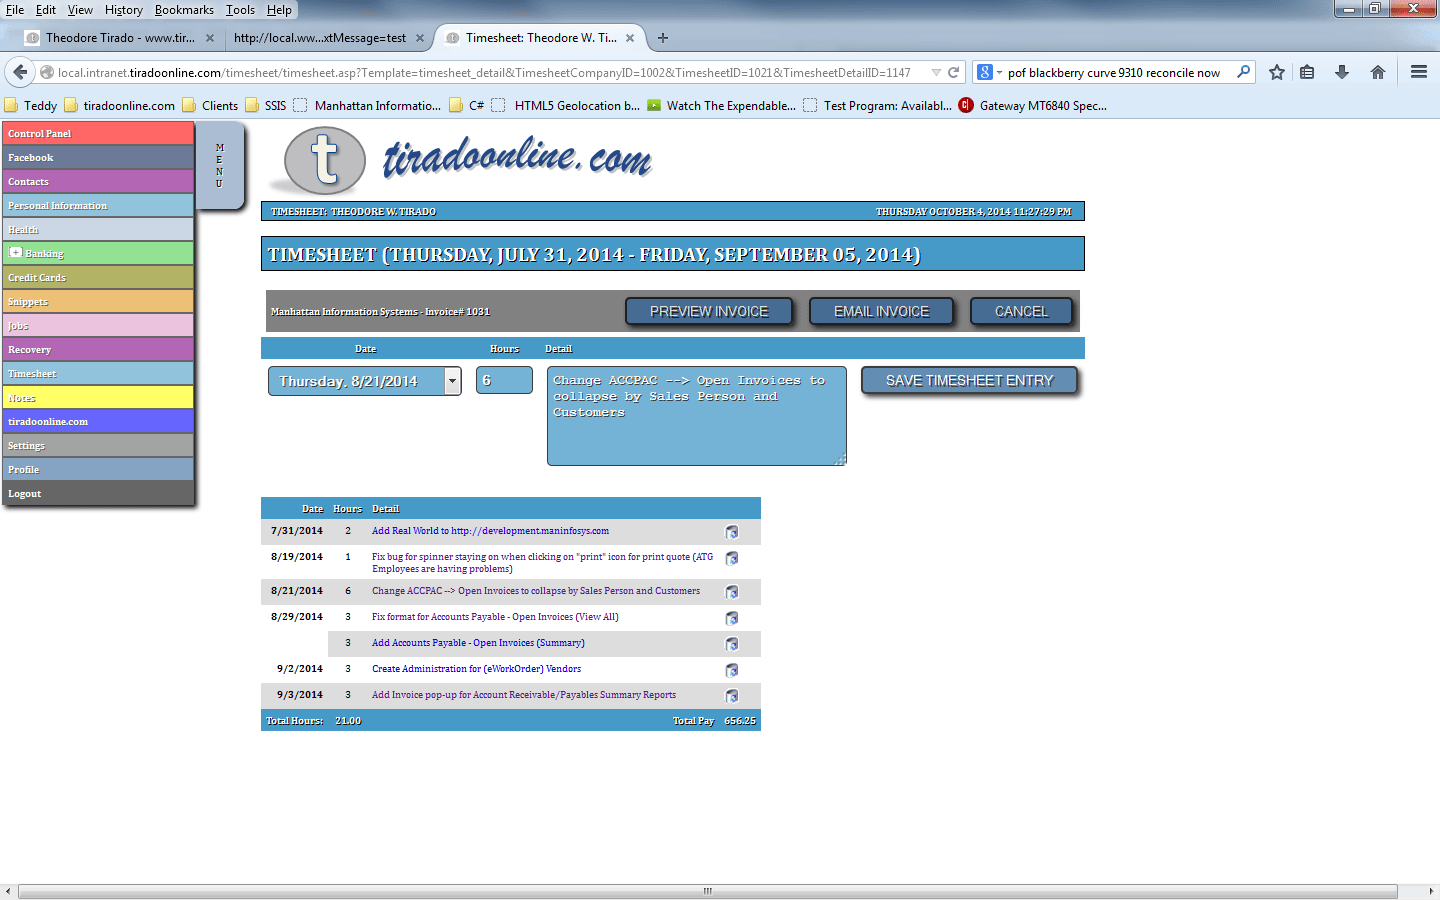 File Edit View History Bookmarks Tools Help
Theodore Tirado - www.tir... http://local.ww...xtMessage=test Timesheet: Theodore W. Ti...
local.intranet.tiradoonline.com/timesheet/timesheet.asp?Template=timesheet_detail&TimesheetCompanyID=1002&TimesheetID=1021&TimesheetDetailID=1147 pof blackberry curve 9310 reconcile now
Teddy tiradoonline.com Clients SSIS Manhattan Informatio... C# HTML5 Geolocation b... Watch The Expendable... Test Program: Availabl... Gateway MT6840 Spec...
Control Panel
Facebook
Contacts
Personal Information
Health
Banking
Credit Cards
Snippets
Jobs
Recovery
Timesheet
Notes
tiradoonline.com
Settings
Profile
Logout
MENU
t tiradoonline.com
TIMESHEET: THEODORE W. TIRADO THURSDAY OCTOBER 4, 2014 11:27:29 PM
TIMESHEET (THURSDAY, JULY 31, 2014 - FRIDAY, SEPTEMBER 05, 2014)
Manhattan Information Systems - Invoice# 1031 PREVIEW INVOICE EMAIL INVOICE CANCEL
Date Hours Detail
Thursday, 8/21/2014 6 Change ACCPAC --> Open Invoices to
collapse by Sales Person and
Customers
SAVE TIMESHEET ENTRY
Date Hours Detail
7/31/2014 2 Add Real World to http://development.maninfosys.com
8/19/2014 1 Fix bug for spinner staying on when clicking on "print" icon for print quote (ATG
Employees are having problems)
8/21/2014 6 Change ACCPAC --> Open Invoices to collapse by Sales Person and Customers
8/29/2014 3 Fix format for Accounts Payable - Open Invoices (View All)
3 Add Accounts Payable - Open Invoices (Summary)
9/2/2014 3 Create Administration for (eWorkOrder) Vendors
9/3/2014 3 Add Invoice pop-up for Account Receivable/Payables Summary Reports
Total Hours: 21.00 Total Pay 656.25